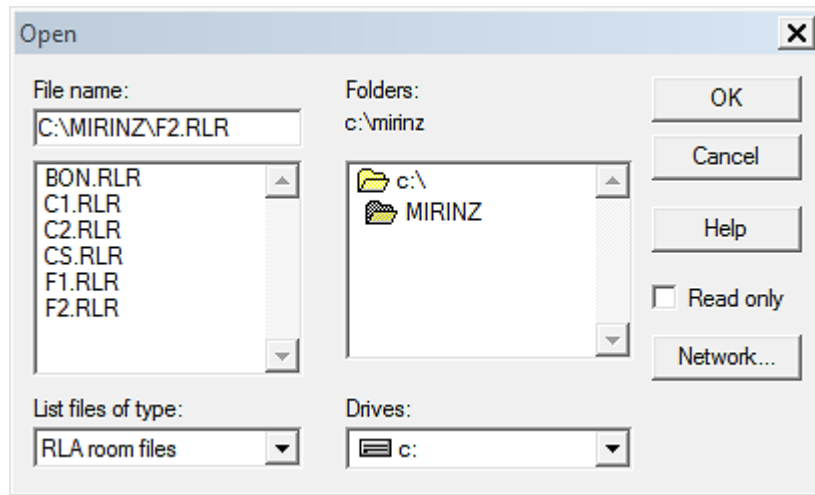 Open
File name:
C:\MIRINZ\F2.RLR
BON.RLR
C1.RLR
C2.RLR
CS.RLR
F1.RLR
F2.RLR
List files of type:
RLA room files
Folders:
c:\mirinz
c:\
MIRINZ
Drives:
c:
OK
Cancel
Help
Read only
Network...